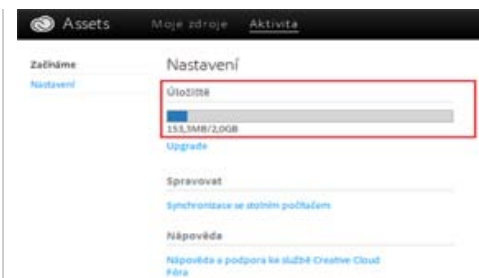 Assets Moje zdroje Aktivita
Začínáme
Nastavení
Nastavení
Úložiště
153,3MB/2,0GB
Upgrade
Spravovat
Synchronizace se stolním počítačem
Nápověda
Nápověda a podpora ke službě Creative Cloud
Fóra